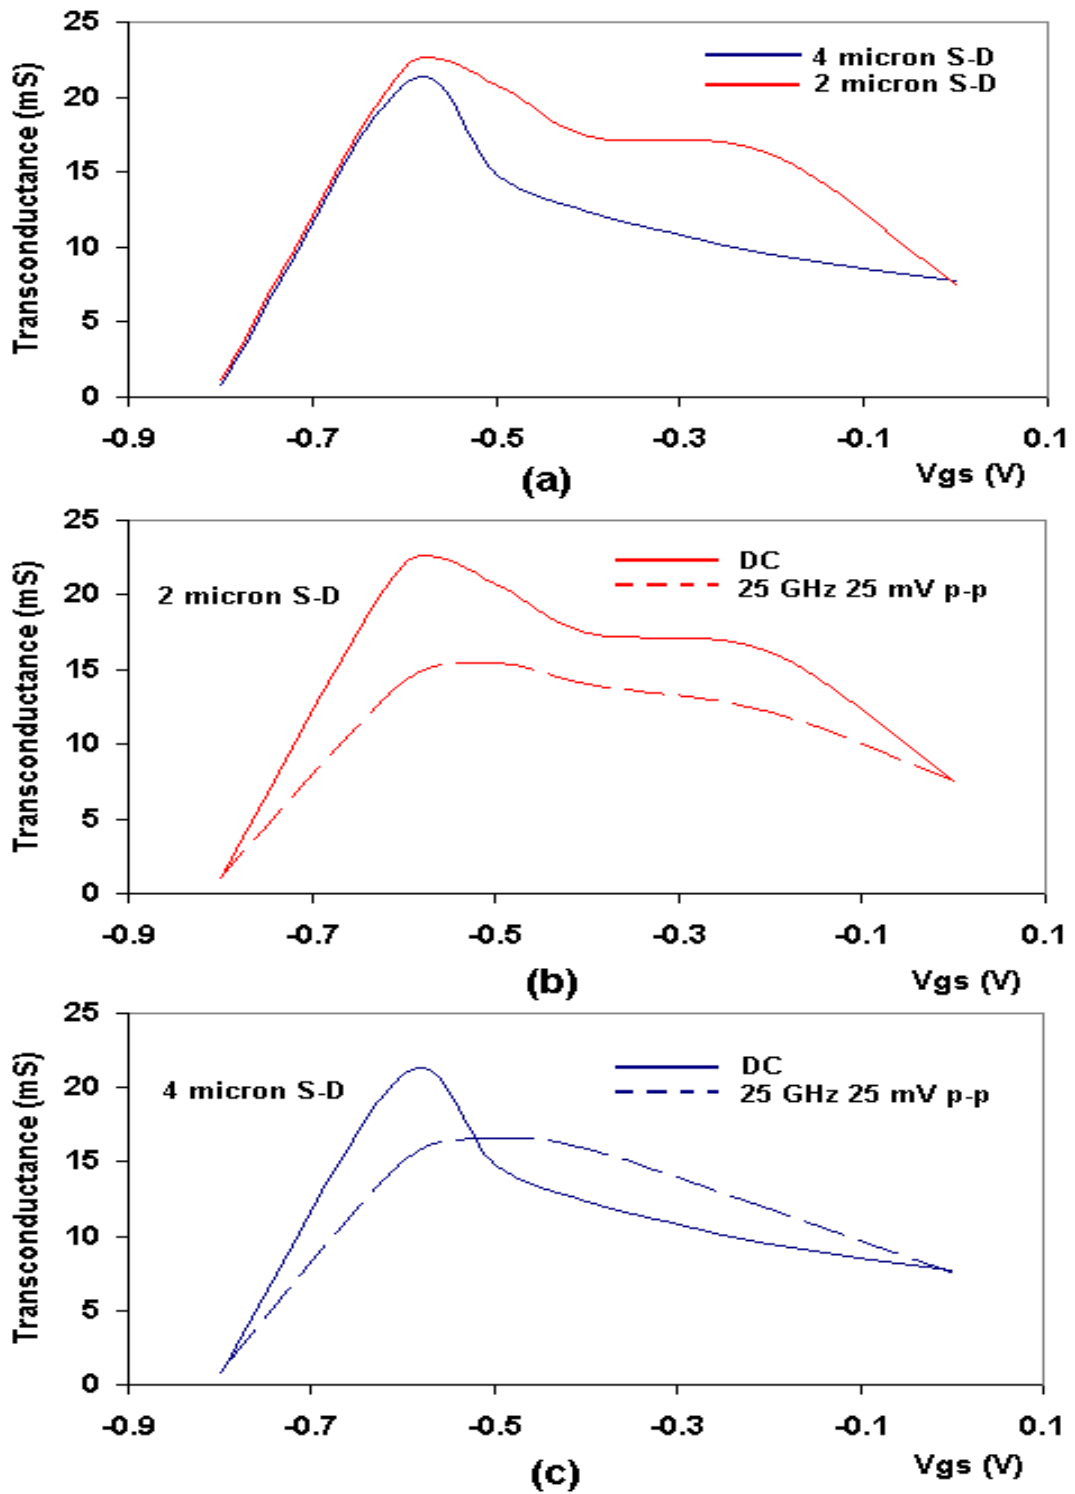 25
20
15
10
5
0
Transconductance (mS)
4 micron S-D
2 micron S-D
-0.9 -0.7 -0.5 -0.3 -0.1 0.1
Vgs (V)
(a)
25
20
15
10
5
0
Transconductance (mS)
2 micron S-D
DC
25 GHz 25 mV p-p
-0.9 -0.7 -0.5 -0.3 -0.1 0.1
Vgs (V)
(b)
25
20
15
10
5
0
Transconductance (mS)
4 micron S-D
DC
25 GHz 25 mV p-p
-0.9 -0.7 -0.5 -0.3 -0.1 0.1
Vgs (V)
(c)